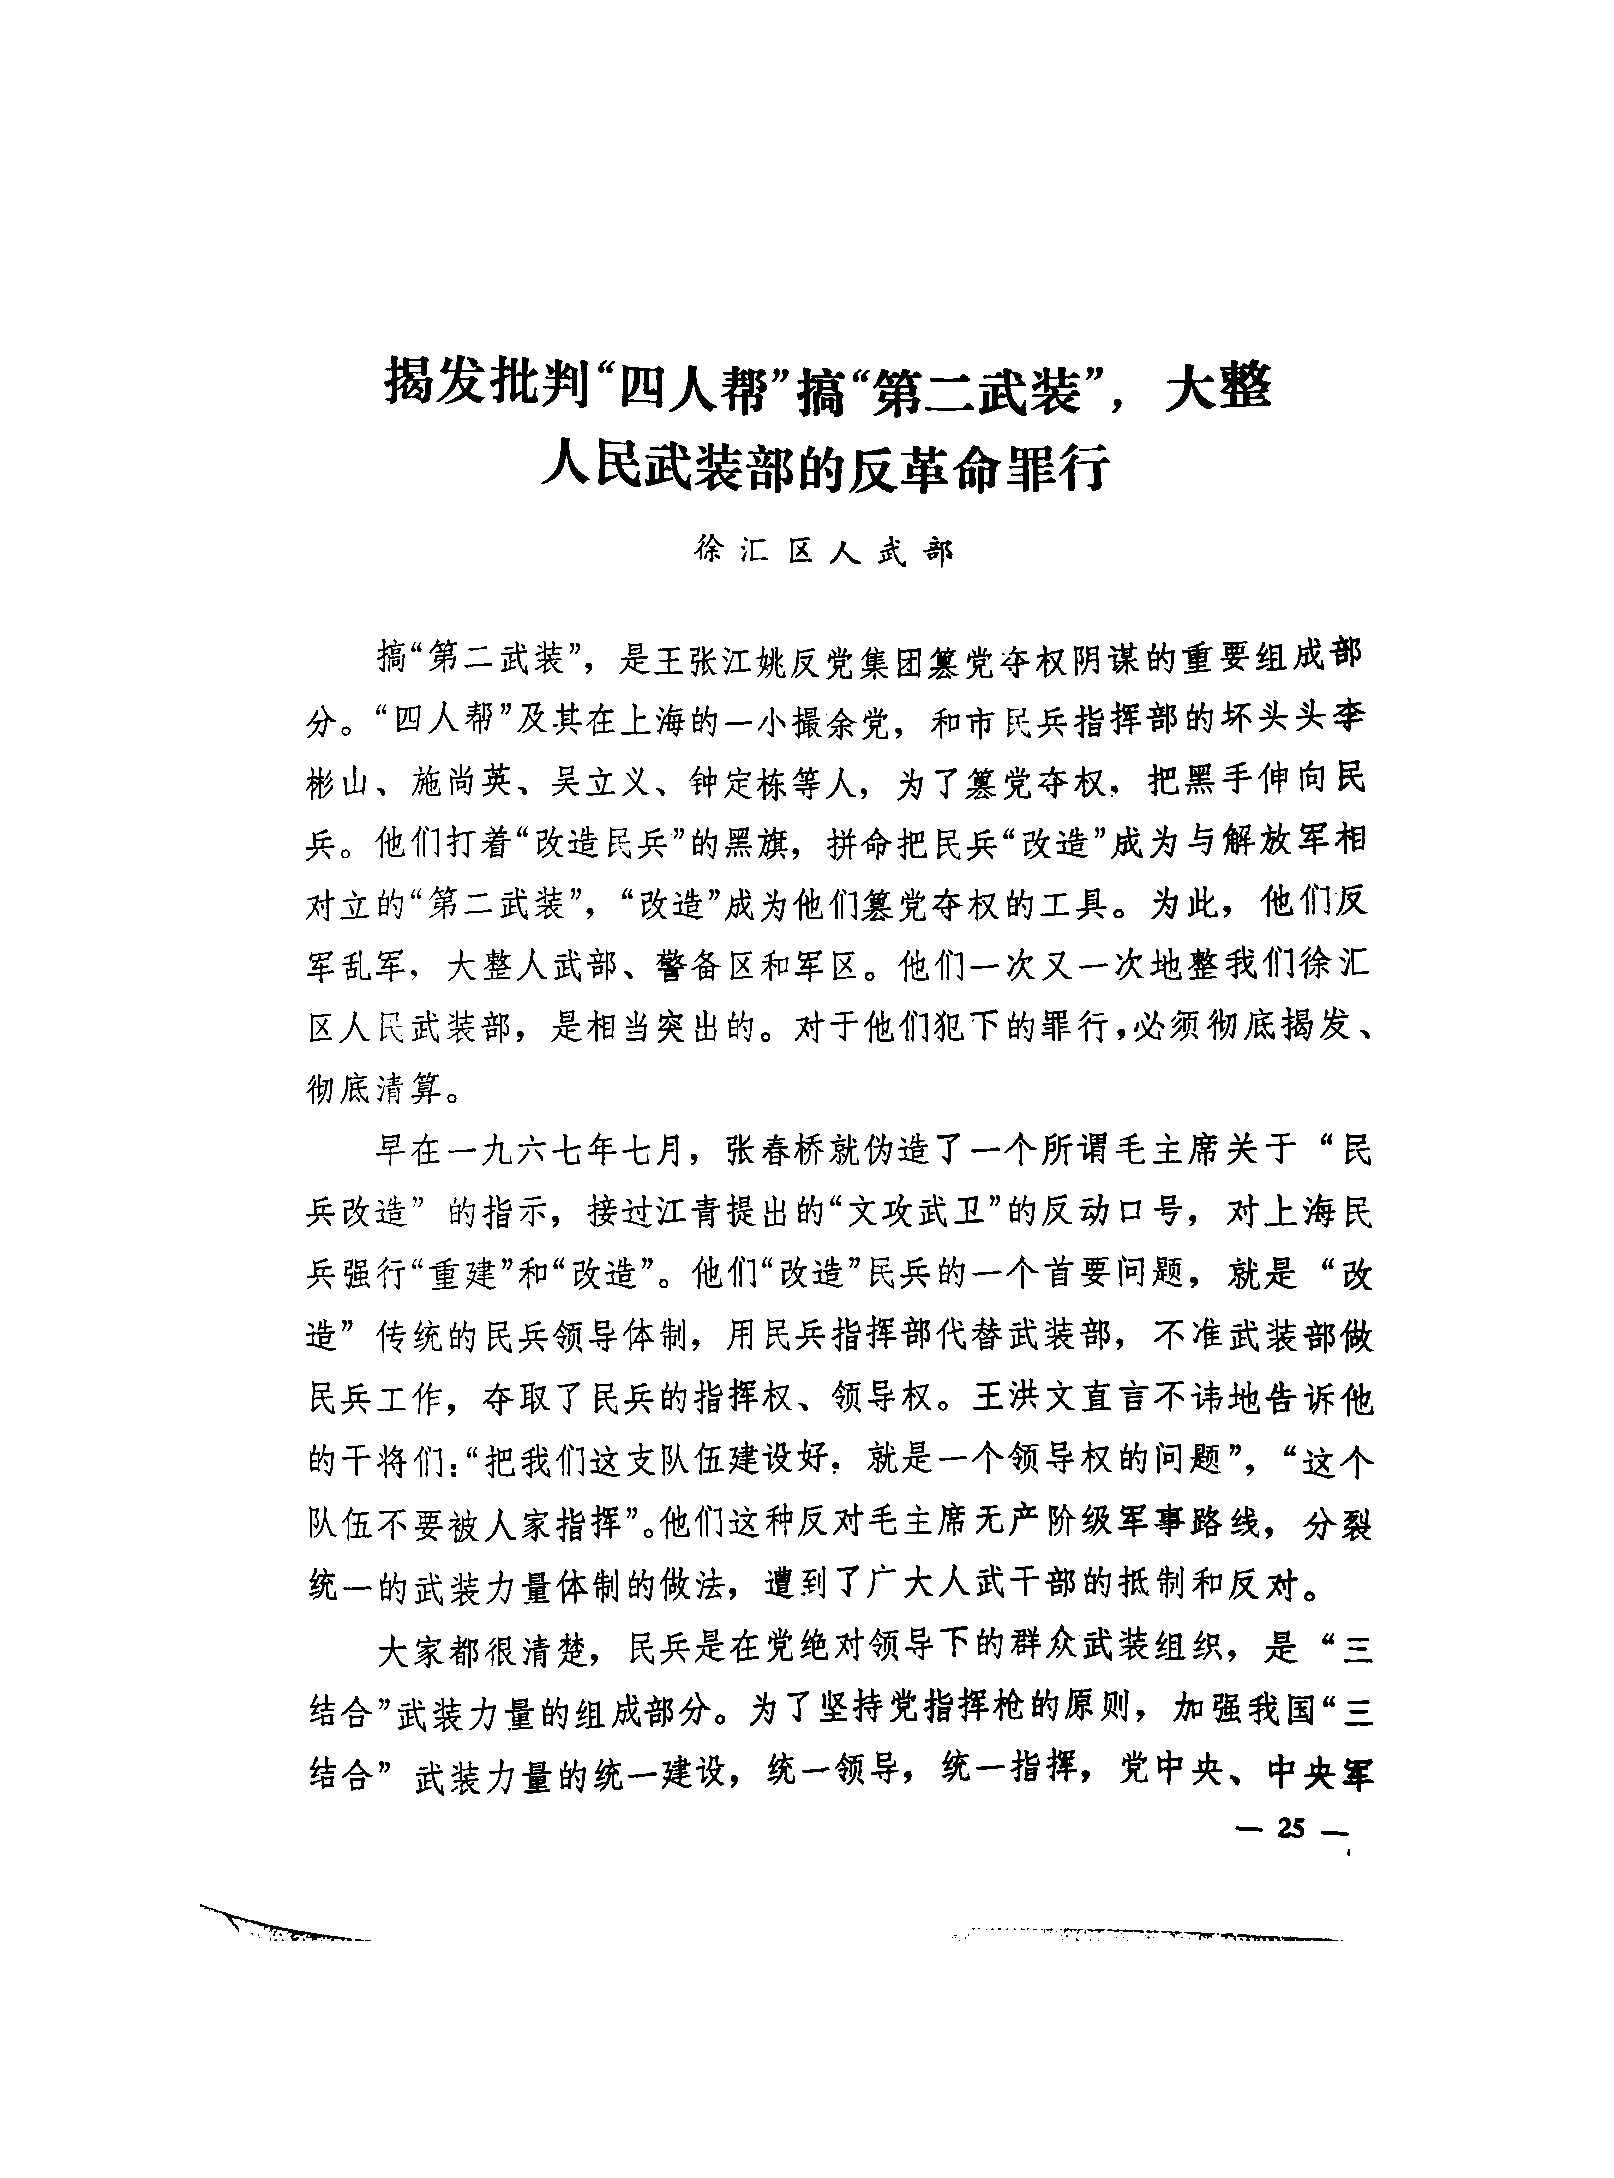 揭发批判“四人帮”搞“第二武装”，大整
人民武装部的反革命罪行
徐汇区人武部
搞“第二武装”，是王张江姚反党集团篡党夺权阴谋的重要组成部
分。“四人帮”及其在上海的一小撮余党，和市民兵指挥部的坏头头李
彬山、施尚英、吴立义、钟定栋等人，为了篡党夺权，把黑手伸向民
兵。他们打着“改造民兵”的黑旗，拼命把民兵“改造”成为与解放军相
对立的“第二武装”，“改造”成为他们篡党夺权的工具。为此，他们反
军乱军，大整人武部、警备区和军区。他们一次又一次地整我们徐汇
区人民武装部，是相当突出的。对于他们犯下的罪行，必须彻底揭发、
彻底清算。
早在一九六七年七月，张春桥就伪造了一个所谓毛主席关于“民
兵改造”的指示，接过江青提出的“文攻武卫”的反动口号，对上海民
兵强行“重建”和“改造”。他们“改造”民兵的一个首要问题，就是“改
造”传统的民兵领导体制，用民兵指挥部代替武装部，不准武装部做
民兵工作，夺取了民兵的指挥权、领导权。王洪文直言不讳地告诉他
的干将们：“把我们这支队伍建设好，就是一个领导权的问题”，“这个
队伍不要被人家指挥”。他们这种反对毛主席无产阶级军事路线，分裂
统一的武装力量体制的做法，遭到了广大人武干部的抵制和反对。
大家都很清楚，民兵是在党绝对领导下的群众武装组织，是“三
结合”武装力量的组成部分。为了坚持党指挥枪的原则，加强我国“三
结合”武装力量的统一建设，统一领导，统一指挥，党中央、中央军
— 25 —